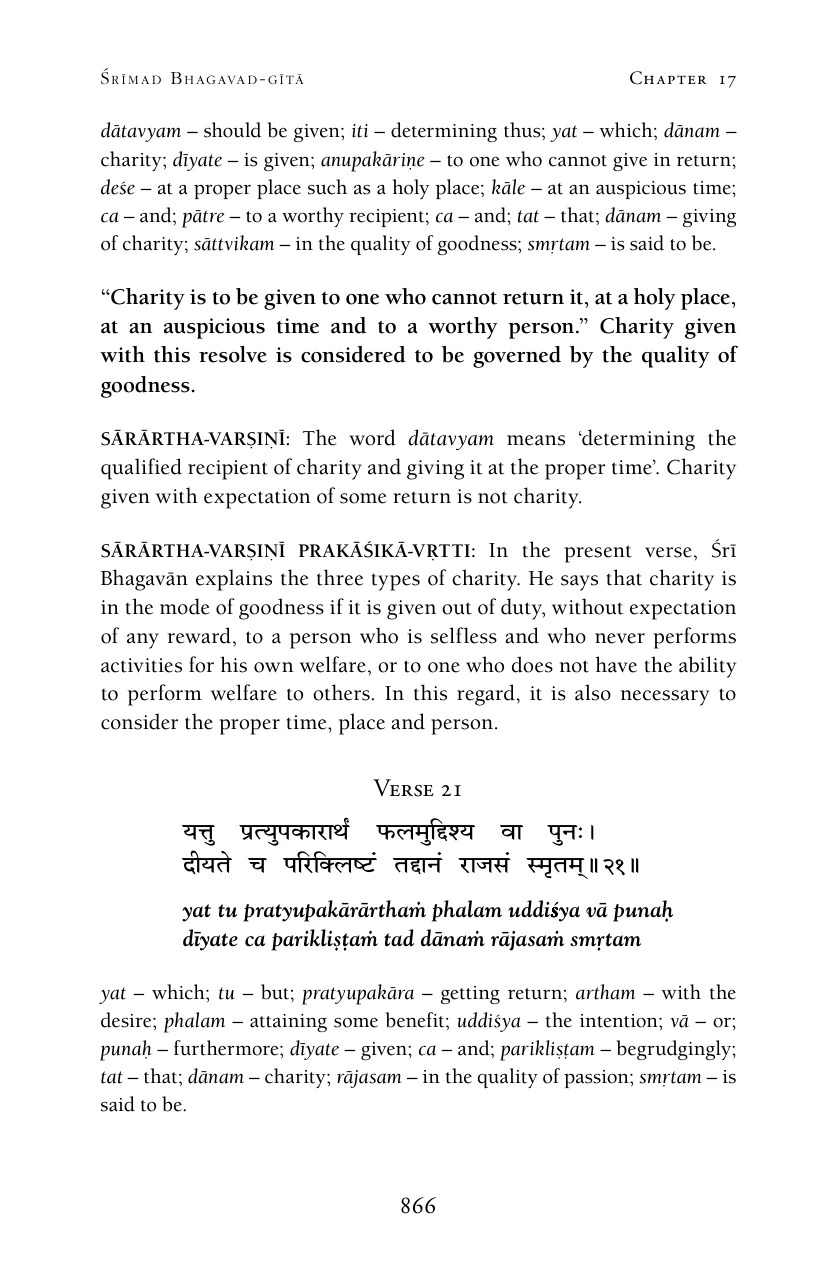 Śrīmad Bhagavad-gītā Chapter 17
dātavyam – should be given; iti – determining thus; yat – which; dānam –
charity; dīyate – is given; anupakāriṇe – to one who cannot give in return;
deśe – at a proper place such as a holy place; kāle – at an auspicious time;
ca – and; pātre – to a worthy recipient; ca – and; tat – that; dānam – giving
of charity; sāttvikam – in the quality of goodness; smṛtam – is said to be.
“Charity is to be given to one who cannot return it, at a holy place,
at an auspicious time and to a worthy person.” Charity given
with this resolve is considered to be governed by the quality of
goodness.
SĀRĀRTHA-VARṢIṆĪ: The word dātavyam means ‘determining the
qualified recipient of charity and giving it at the proper time’. Charity
given with expectation of some return is not charity.
SĀRĀRTHA-VARṢIṆĪ PRAKĀŚIKĀ-VṚTTI: In the present verse, Śrī
Bhagavān explains the three types of charity. He says that charity is
in the mode of goodness if it is given out of duty, without expectation
of any reward, to a person who is selfless and who never performs
activities for his own welfare, or to one who does not have the ability
to perform welfare to others. In this regard, it is also necessary to
consider the proper time, place and person.
Verse 21
यत्तु प्रत्युपकारार्थं फलमुद्दिश्य वा पुनः।
दीयते च परिक्लिष्टं तद्दानं राजसं स्मृतम्॥२१॥
yat tu pratyupakārārthaṁ phalam uddiśya vā punaḥ
dīyate ca parikliṣṭaṁ tad dānaṁ rājasaṁ smṛtam
yat – which; tu – but; pratyupakāra – getting return; artham – with the
desire; phalam – attaining some benefit; uddiśya – the intention; vā – or;
punaḥ – furthermore; dīyate – given; ca – and; parikliṣṭam – begrudgingly;
tat – that; dānam – charity; rājasam – in the quality of passion; smṛtam – is
said to be.
866